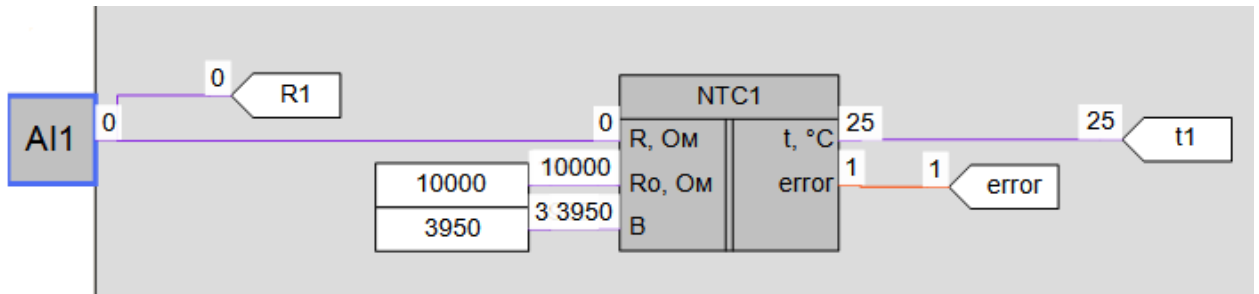 0
R1
AI1
0
NTC1
0
R, Ом
t, °C
25
25
t1
10000
10000
Ro, Ом
error
1
1
error
3950
3 3950
B